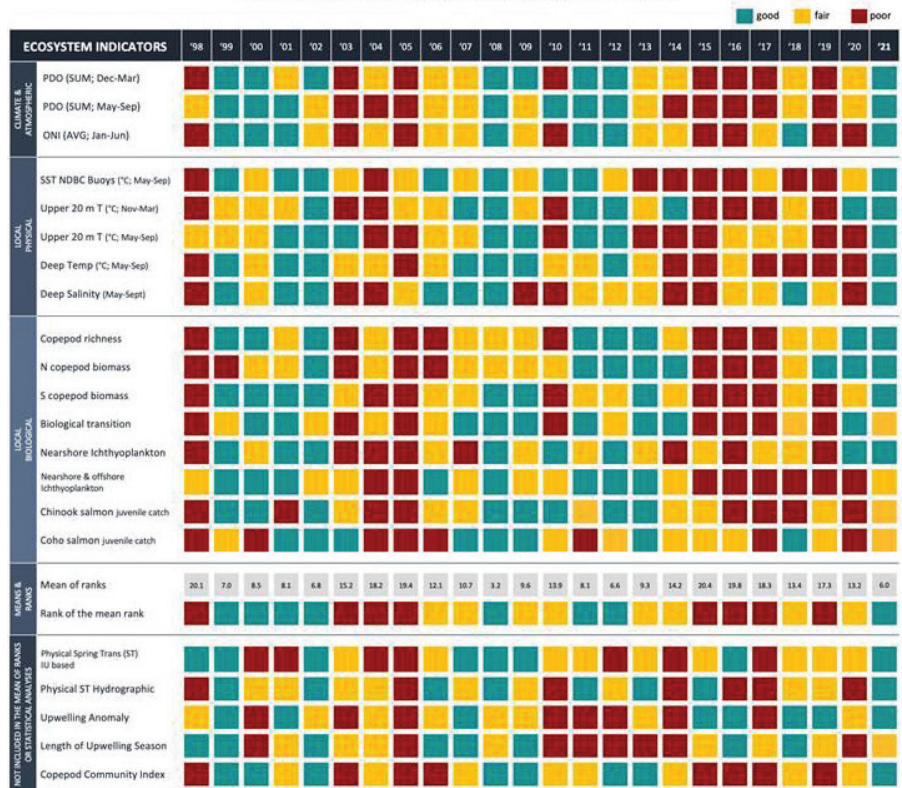 good fair poor
ECOSYSTEM INDICATORS '98 '99 '00 '01 '02 '03 '04 '05 '06 '07 '08 '09 '10 '11 '12 '13 '14 '15 '16 '17 '18 '19 '20 '21
CLIMATE &
ATMOSPHERIC
PDO (SUM; Dec-Mar)
PDO (SUM; May-Sep)
ONI (AVG; Jan-Jun)
LOCAL
PHYSICAL
SST NDBC Buoys (°C; May-Sep)
Upper 20 m T (°C; Nov-Mar)
Upper 20 m T (°C; May-Sep)
Deep Temp (°C; May-Sep)
Deep Salinity (May-Sept)
LOCAL
BIOLOGICAL
Copepod richness
N copepod biomass
S copepod biomass
Biological transition
Nearshore Ichthyoplankton
Nearshore & offshore
Ichthyoplankton
Chinook salmon juvenile catch
Coho salmon juvenile catch
MEANS &
RANKS
Mean of ranks 20.1 7.0 8.5 8.1 6.8 15.2 18.2 19.4 12.1 10.7 3.2 9.6 13.9 8.1 6.6 9.3 14.2 20.4 19.8 18.3 13.4 17.3 13.2 6.0
Rank of the mean rank
NOT INCLUDED IN THE MEAN OF RANKS
OR STATISTICAL ANALYSES
Physical Spring Trans (ST)
IU based
Physical ST Hydrographic
Upwelling Anomaly
Length of Upwelling Season
Copepod Community Index